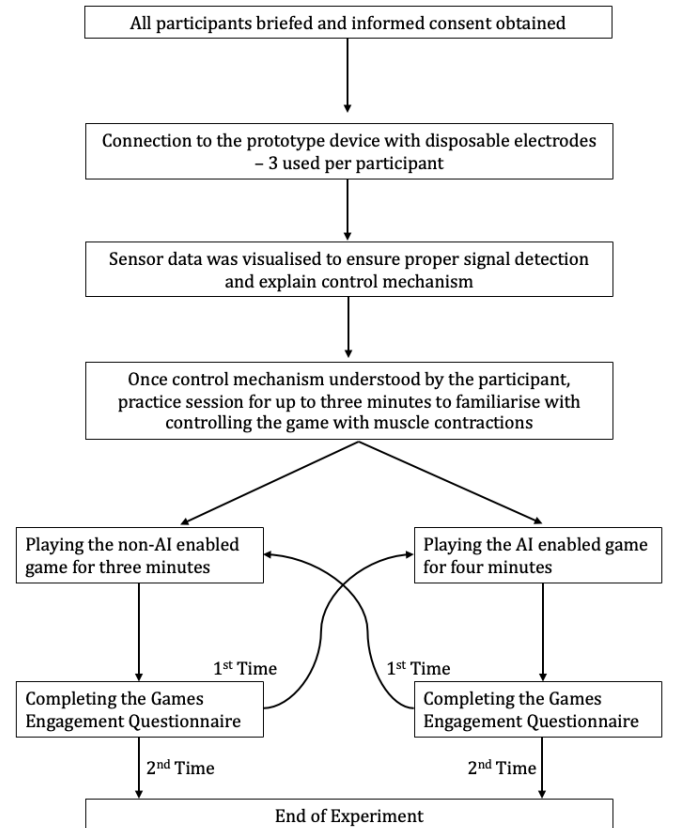 All participants briefed and informed consent obtained
Connection to the prototype device with disposable electrodes
– 3 used per participant
Sensor data was visualised to ensure proper signal detection
and explain control mechanism
Once control mechanism understood by the participant,
practice session for up to three minutes to familiarise with
controlling the game with muscle contractions
Playing the non-AI enabled
game for three minutes
Playing the AI enabled game
for four minutes
1st Time
1st Time
Completing the Games
Engagement Questionnaire
Completing the Games
Engagement Questionnaire
2nd Time
2nd Time
End of Experiment